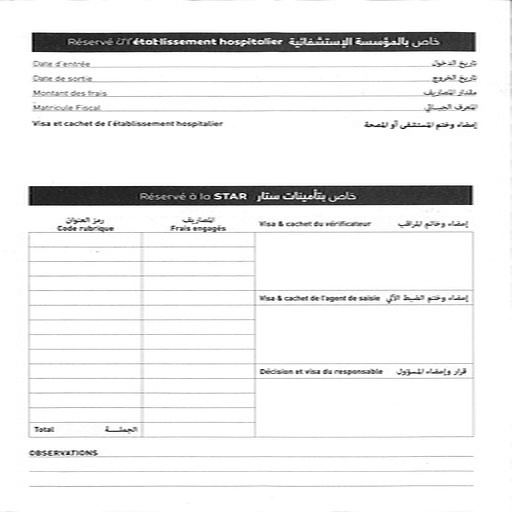 Réservé à l'établissement hospitalier خاص بالمؤسسة الإستشفائية
Date d'entrée تاريخ الدخول
Date de sortie تاريخ الخروج
Montant des frais مقدار المصاريف
Matricule Fiscal المعرف الجبائي
Visa et cachet de l'établissement hospitalier إمضاء وختم المستشفى أو المصحة
Réservé à la STAR خاص بتأمينات ستار
رمز العنوان المصاريف
Code rubrique Frais engagés Visa & cachet du vérificateur إمضاء وخاتم المراقب
Visa & cachet de l'agent de saisie إمضاء وختم الضبط الآلي
Décision et visa du responsable قرار وإمضاء المسؤول
Total الجملـــة
OBSERVATIONS